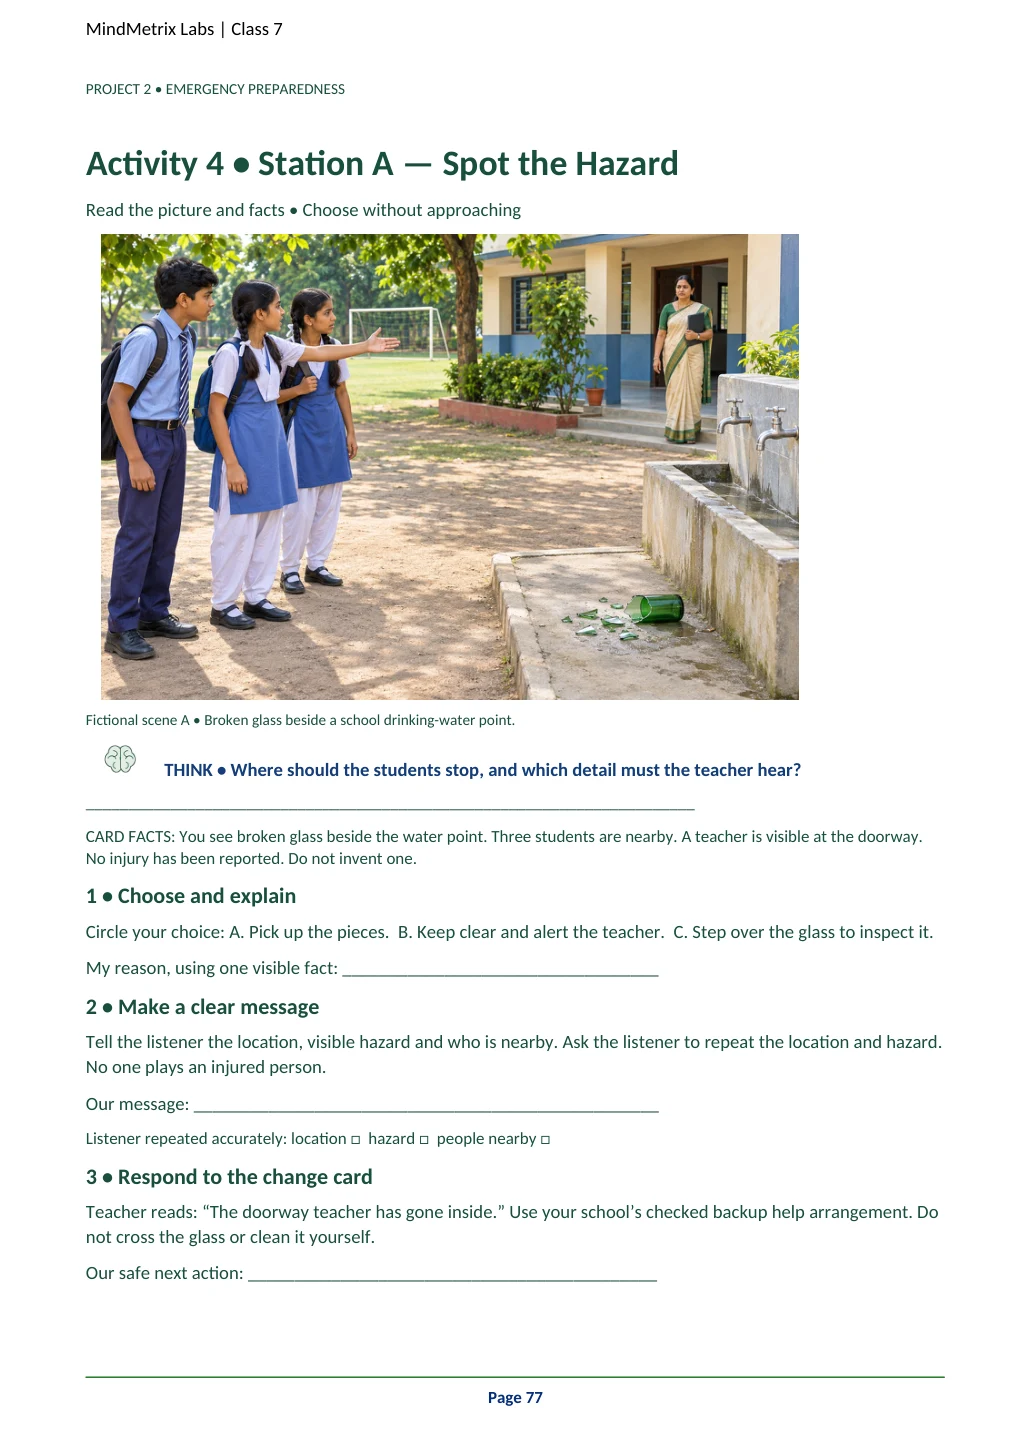 MindMetrix Labs | Class 7
PROJECT 2 • EMERGENCY PREPAREDNESS
Activity 4 • Station A — Spot the Hazard
Read the picture and facts • Choose without approaching
Fictional scene A • Broken glass beside a school drinking-water point.
THINK • Where should the students stop, and which detail must the teacher hear?
CARD FACTS: You see broken glass beside the water point. Three students are nearby. A teacher is visible at the doorway.
No injury has been reported. Do not invent one.
1 • Choose and explain
Circle your choice: A. Pick up the pieces.  B. Keep clear and alert the teacher.  C. Step over the glass to inspect it.
My reason, using one visible fact: ___________________________________
2 • Make a clear message
Tell the listener the location, visible hazard and who is nearby. Ask the listener to repeat the location and hazard.
No one plays an injured person.
Our message: ___________________________________________________
Listener repeated accurately: location □  hazard □  people nearby □
3 • Respond to the change card
Teacher reads: “The doorway teacher has gone inside.” Use your school’s checked backup help arrangement. Do
not cross the glass or clean it yourself.
Our safe next action: _____________________________________________
Page 77